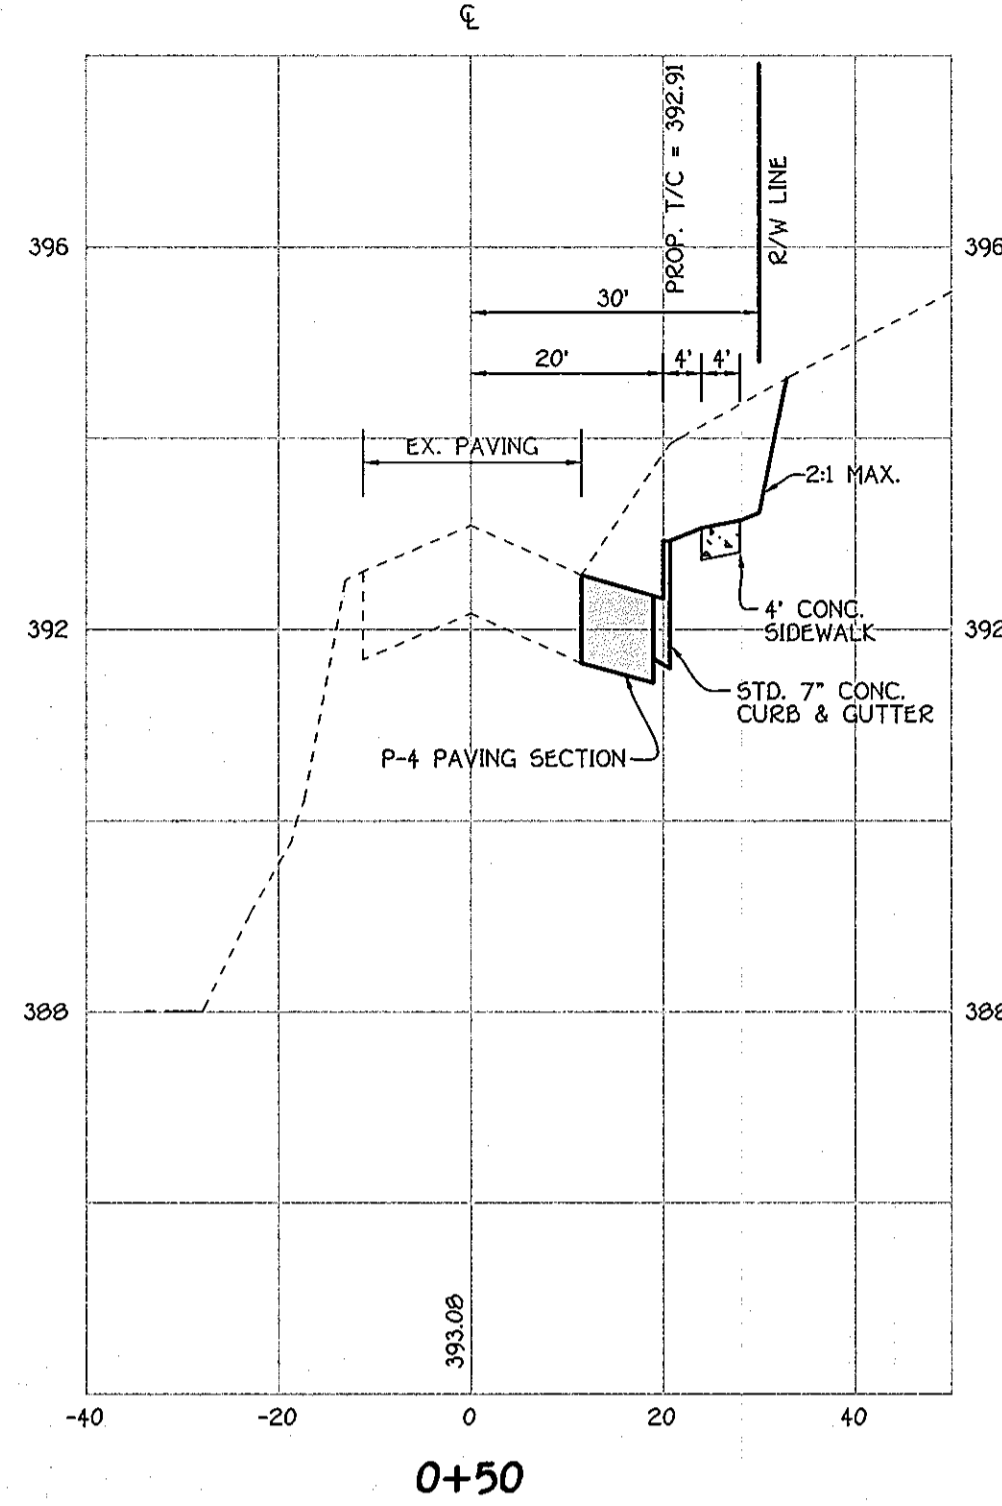 ℄
PROP. T/C = 392.91
R/W LINE
396
396
30'
20'
4'
4'
EX. PAVING
2:1 MAX.
4' CONC.
SIDEWALK
392
392
STD. 7" CONC.
CURB & GUTTER
P-4 PAVING SECTION
388
388
393.08
-40
-20
0
20
40
0+50